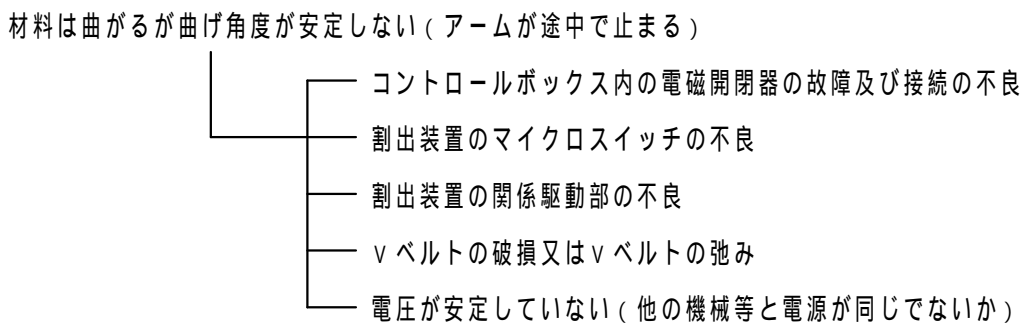 材料は曲がるが曲げ角度が安定しない(アームが途中で止まる)
コントロールボックス内の電磁開閉器の故障及び接続の不良
割出装置のマイクロスイッチの不良
割出装置の関係駆動部の不良
Vベルトの破損又はVベルトの弛み
電圧が安定していない(他の機械等と電源が同じでないか)